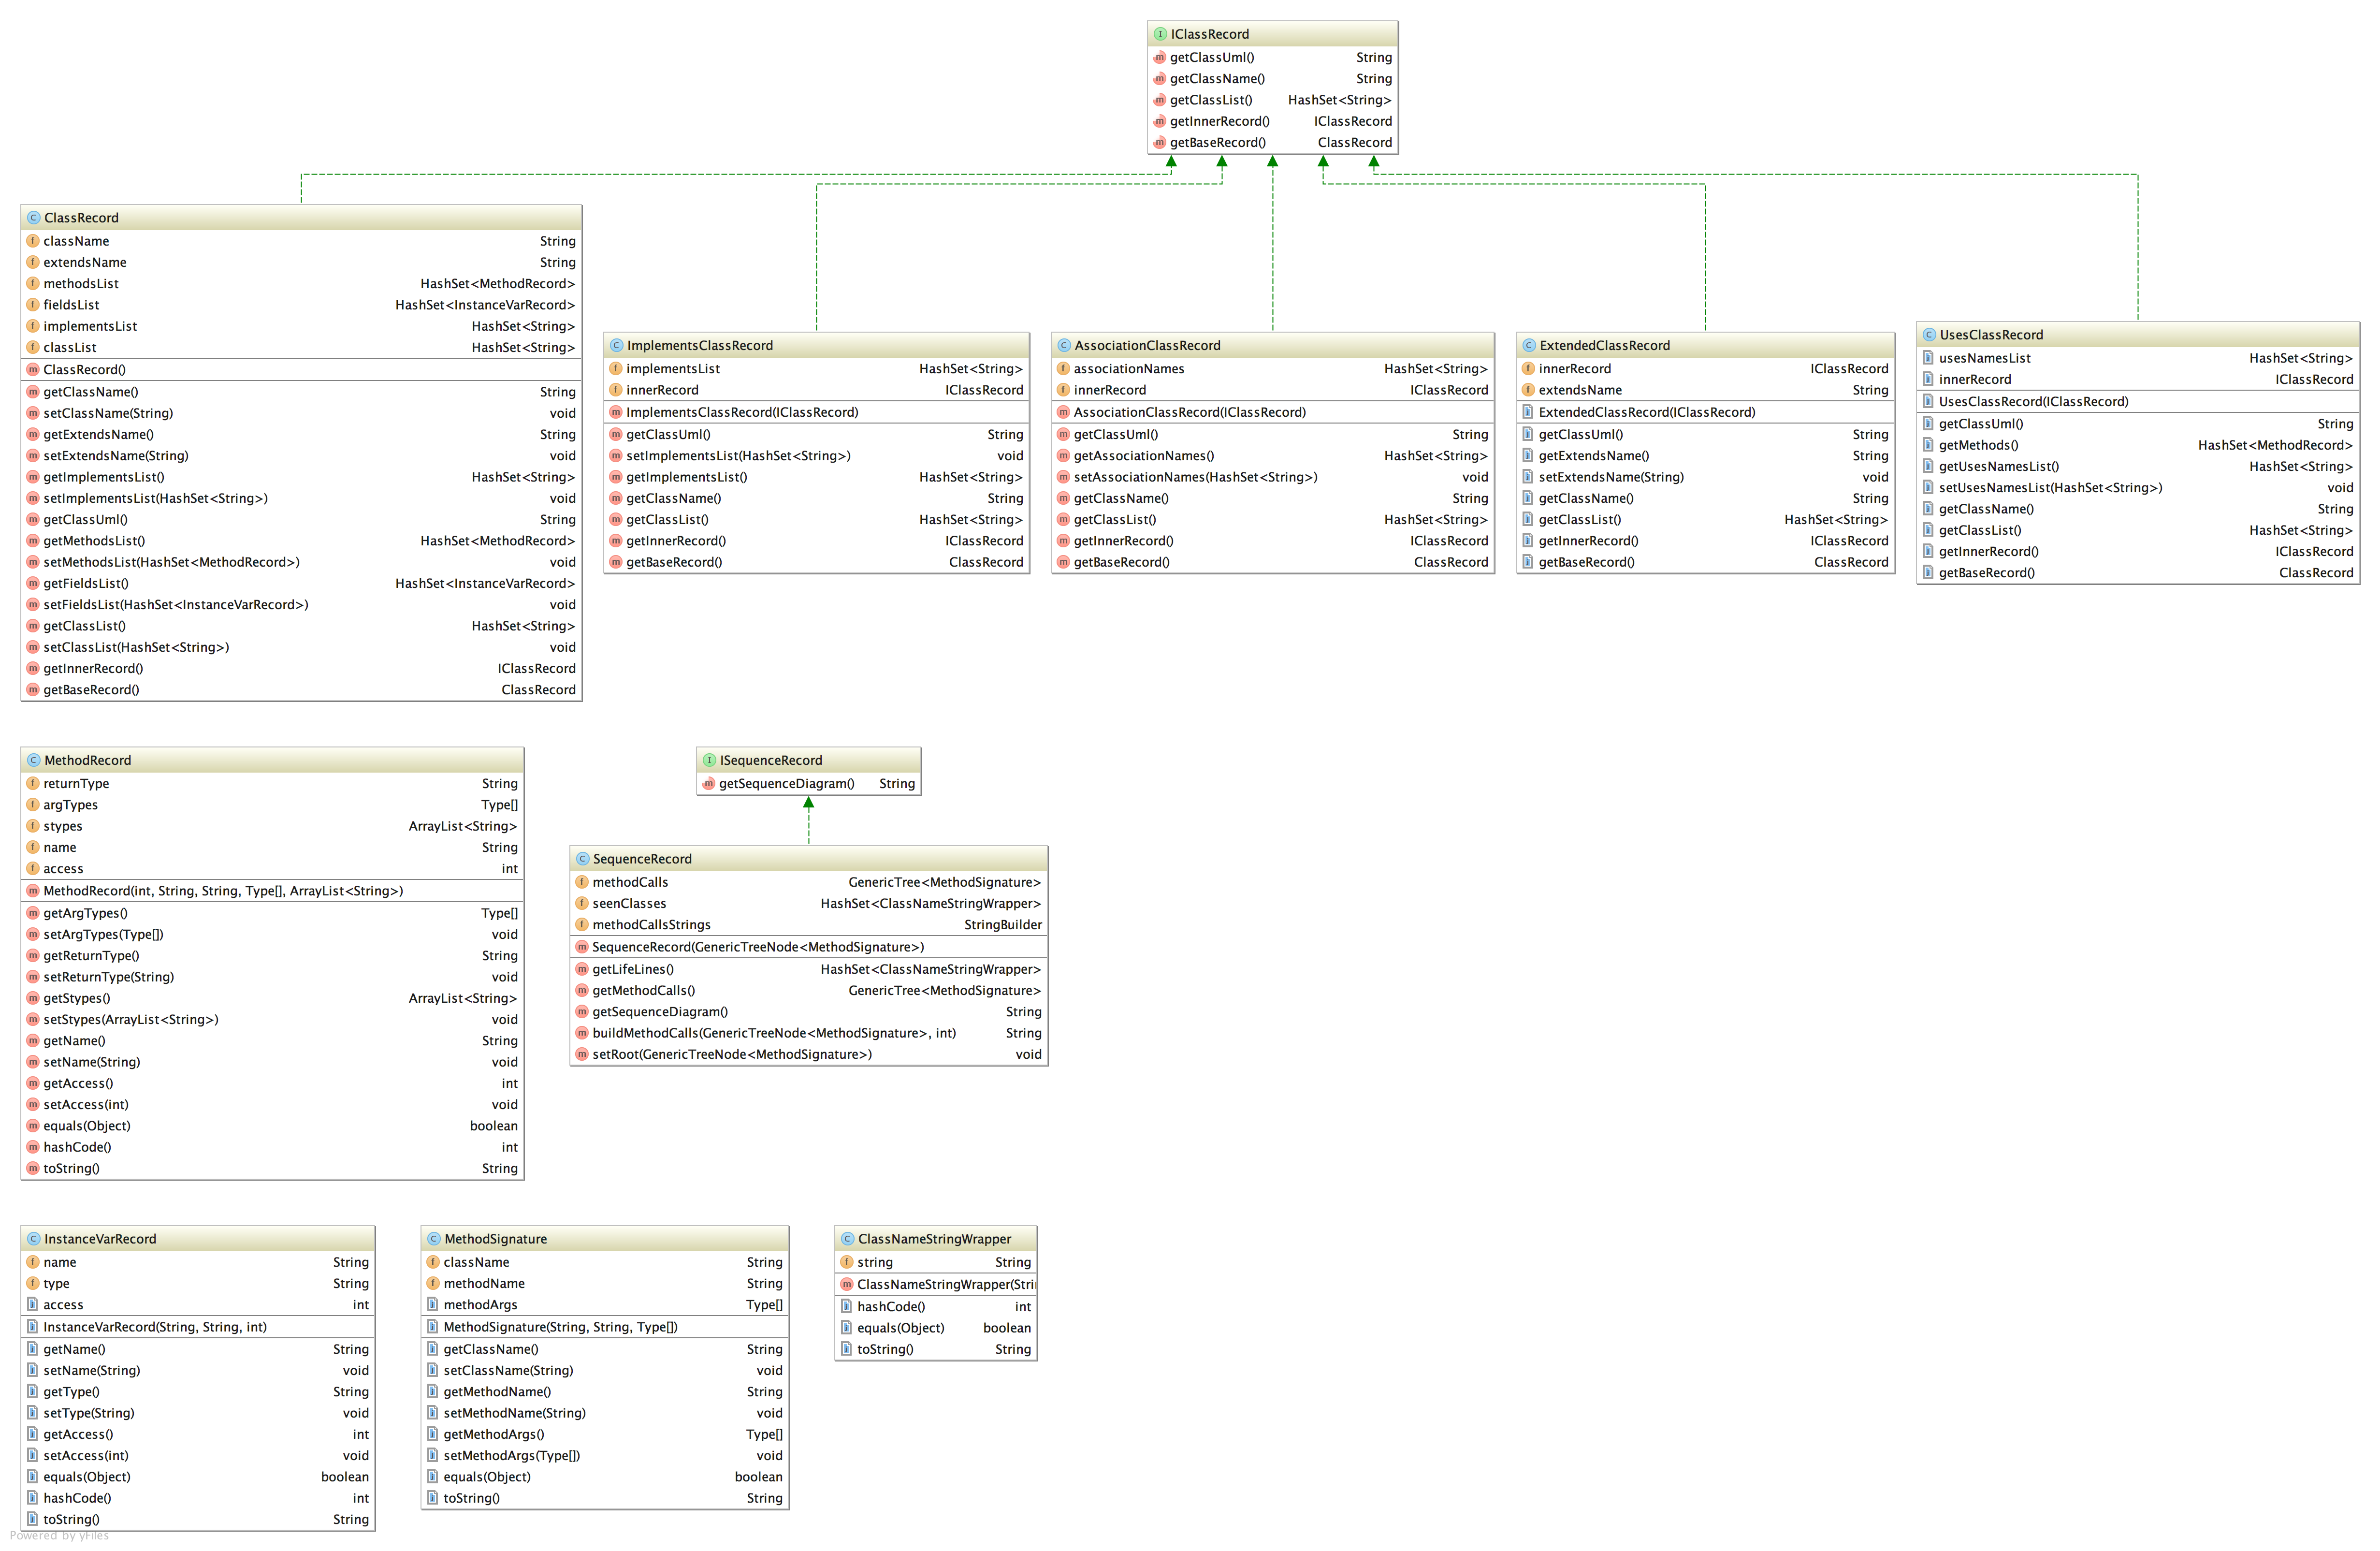 IClassRecord
getClassUml() String
getClassName() String
getClassList() HashSet<String>
getInnerRecord() IClassRecord
getBaseRecord() ClassRecord
ClassRecord
className String
extendsName String
methodsList HashSet<MethodRecord>
fieldsList HashSet<InstanceVarRecord>
implementsList HashSet<String>
classList HashSet<String>
ClassRecord()
getClassName() String
setClassName(String) void
getExtendsName() String
setExtendsName(String) void
getImplementsList() HashSet<String>
setImplementsList(HashSet<String>) void
getClassUml() String
getMethodsList() HashSet<MethodRecord>
setMethodsList(HashSet<MethodRecord>) void
getFieldsList() HashSet<InstanceVarRecord>
setFieldsList(HashSet<InstanceVarRecord>) void
getClassList() HashSet<String>
setClassList(HashSet<String>) void
getInnerRecord() IClassRecord
getBaseRecord() ClassRecord
ImplementsClassRecord
implementsList HashSet<String>
innerRecord IClassRecord
ImplementsClassRecord(IClassRecord)
getClassUml() String
setImplementsList(HashSet<String>) void
getImplementsList() HashSet<String>
getClassName() String
getClassList() HashSet<String>
getInnerRecord() IClassRecord
getBaseRecord() ClassRecord
AssociationClassRecord
associationNames HashSet<String>
innerRecord IClassRecord
AssociationClassRecord(IClassRecord)
getClassUml() String
getAssociationNames() HashSet<String>
setAssociationNames(HashSet<String>) void
getClassName() String
getClassList() HashSet<String>
getInnerRecord() IClassRecord
getBaseRecord() ClassRecord
ExtendedClassRecord
innerRecord IClassRecord
extendsName String
ExtendedClassRecord(IClassRecord)
getClassUml() String
getExtendsName() String
setExtendsName(String) void
getClassName() String
getClassList() HashSet<String>
getInnerRecord() IClassRecord
getBaseRecord() ClassRecord
UsesClassRecord
usesNamesList HashSet<String>
innerRecord IClassRecord
UsesClassRecord(IClassRecord)
getClassUml() String
getMethods() HashSet<MethodRecord>
getUsesNamesList() HashSet<String>
setUsesNamesList(HashSet<String>) void
getClassName() String
getClassList() HashSet<String>
getInnerRecord() IClassRecord
getBaseRecord() ClassRecord
MethodRecord
returnType String
argTypes Type[]
stypes ArrayList<String>
name String
access int
MethodRecord(int, String, String, Type[], ArrayList<String>)
getArgTypes() Type[]
setArgTypes(Type[]) void
getReturnType() String
setReturnType(String) void
getStypes() ArrayList<String>
setStypes(ArrayList<String>) void
getName() String
setName(String) void
getAccess() int
setAccess(int) void
equals(Object) boolean
hashCode() int
toString() String
ISequenceRecord
getSequenceDiagram() String
SequenceRecord
methodCalls GenericTree<MethodSignature>
seenClasses HashSet<ClassNameStringWrapper>
methodCallsStrings StringBuilder
SequenceRecord(GenericTreeNode<MethodSignature>)
getLifeLines() HashSet<ClassNameStringWrapper>
getMethodCalls() GenericTree<MethodSignature>
getSequenceDiagram() String
buildMethodCalls(GenericTreeNode<MethodSignature>, int) String
setRoot(GenericTreeNode<MethodSignature>) void
InstanceVarRecord
name String
type String
access int
InstanceVarRecord(String, String, int)
getName() String
setName(String) void
getType() String
setType(String) void
getAccess() int
setAccess(int) void
equals(Object) boolean
hashCode() int
toString() String
MethodSignature
className String
methodName String
methodArgs Type[]
MethodSignature(String, String, Type[])
getClassName() String
setClassName(String) void
getMethodName() String
setMethodName(String) void
getMethodArgs() Type[]
setMethodArgs(Type[]) void
equals(Object) boolean
toString() String
ClassNameStringWrapper
string String
ClassNameStringWrapper(Stri
hashCode() int
equals(Object) boolean
toString() String
Powered by yFiles